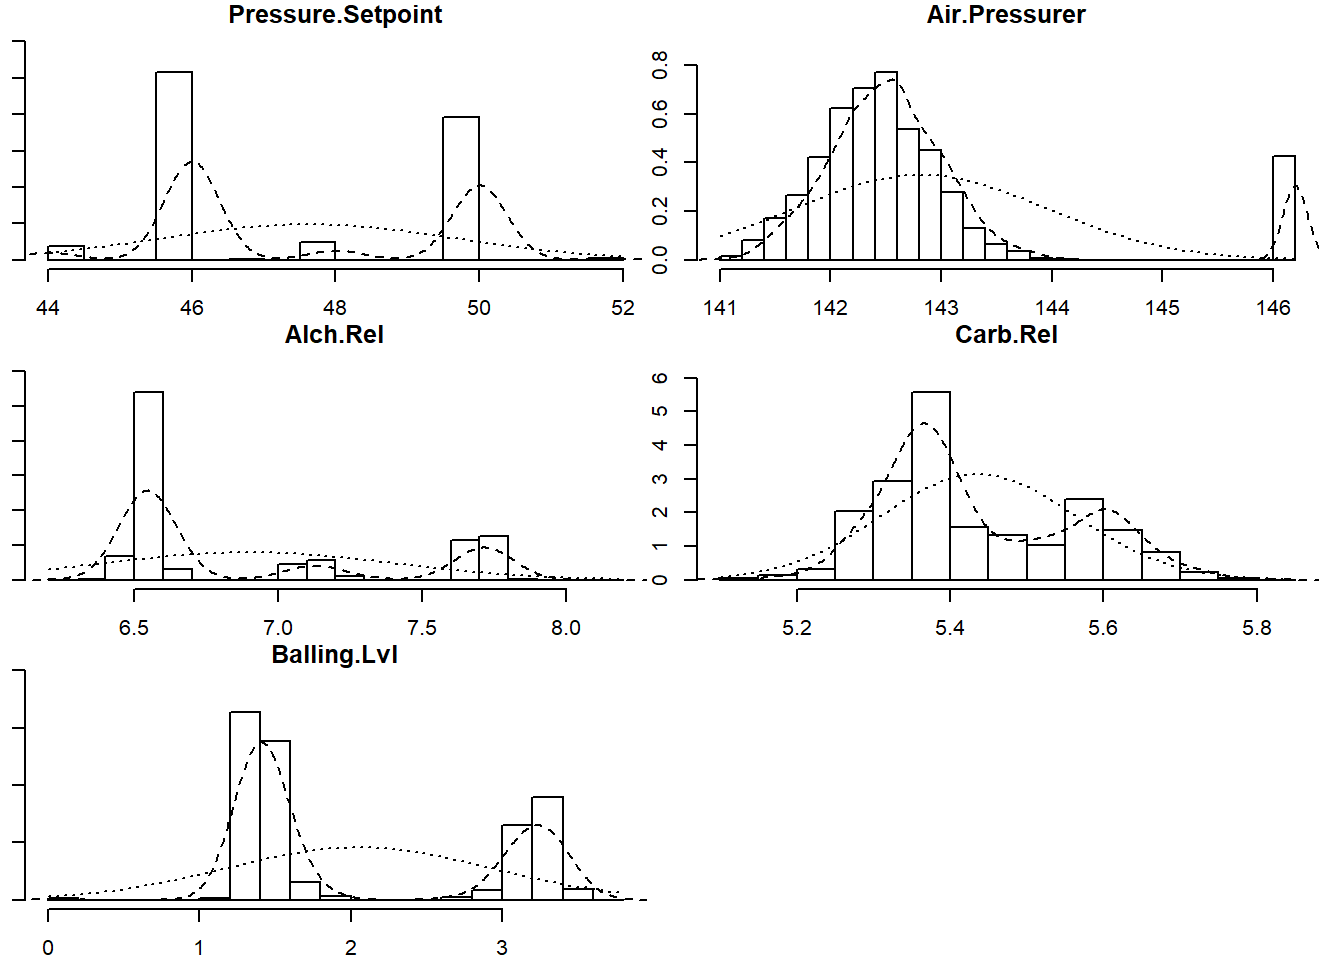 Pressure.Setpoint
44 46 48 50 52
Air.Pressurer
0.0 0.2 0.4 0.6 0.8
141 142 143 144 145 146
Alch.Rel
6.5 7.0 7.5 8.0
Carb.Rel
0 1 2 3 4 5 6
5.2 5.4 5.6 5.8
Balling.Lvl
0 1 2 3